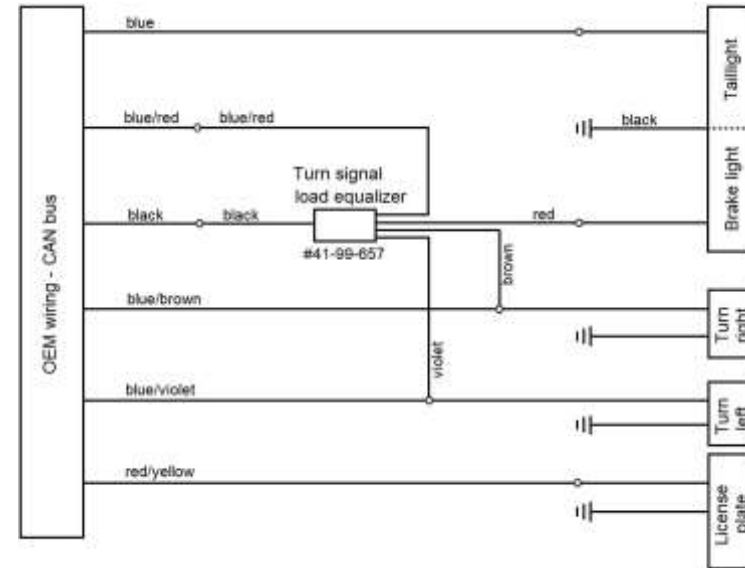 blue
Taillight
blue/red
blue/red
black
Turn signal
load equalizer
black
black
red
Brake light
#41-99-657
brown
OEM wiring - CAN bus
blue/brown
Turn
right
violet
blue/violet
Turn
left
red/yellow
License
plate